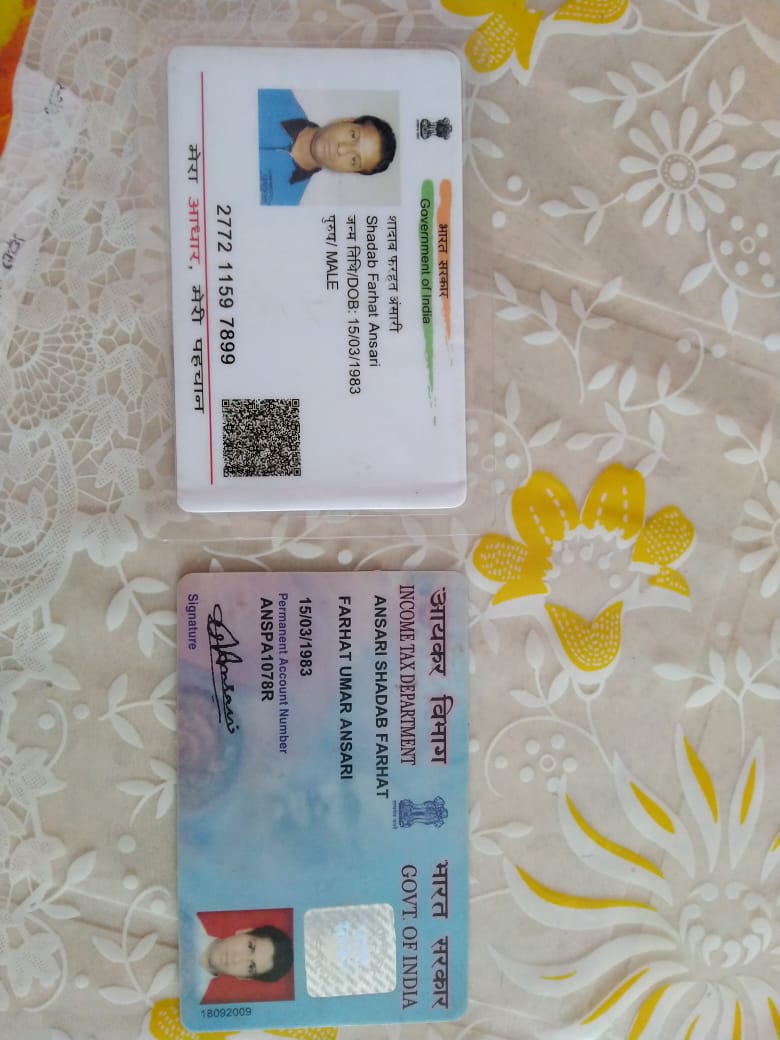 भारत सरकार
Government of India
शादाब फरहत अंसारी
Shadab Farhat Ansari
जन्म तिथि/DOB: 15/03/1983
पुरुष/ MALE
2772 1159 7899
मेरा आधार, मेरी पहचान
आयकर विभाग
भारत सरकार
INCOME TAX DEPARTMENT
GOVT. OF INDIA
ANSARI SHADAB FARHAT
FARHAT UMAR ANSARI
15/03/1983
Permanent Account Number
ANSPA1078R
Signature
18092009